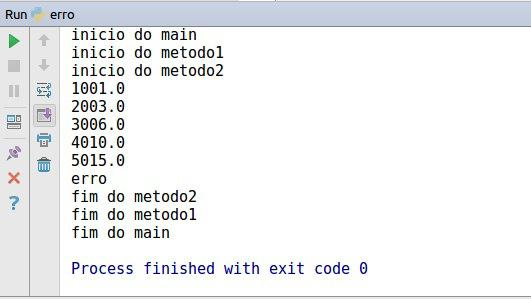 Run erro
inicio do main
inicio do metodo1
inicio do metodo2
1001.0
2003.0
3006.0
4010.0
5015.0
erro
fim do metodo2
fim do metodo1
fim do main
Process finished with exit code 0